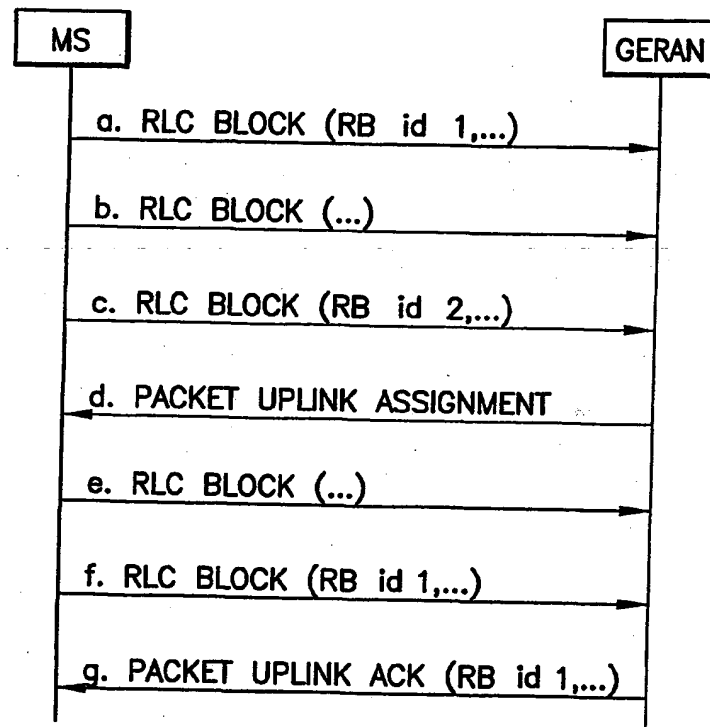 MS
GERAN
a. RLC BLOCK (RB id 1,...)
b. RLC BLOCK (...)
c. RLC BLOCK (RB id 2,...)
d. PACKET UPLINK ASSIGNMENT
e. RLC BLOCK (...)
f. RLC BLOCK (RB id 1,...)
g. PACKET UPLINK ACK (RB id 1,...)